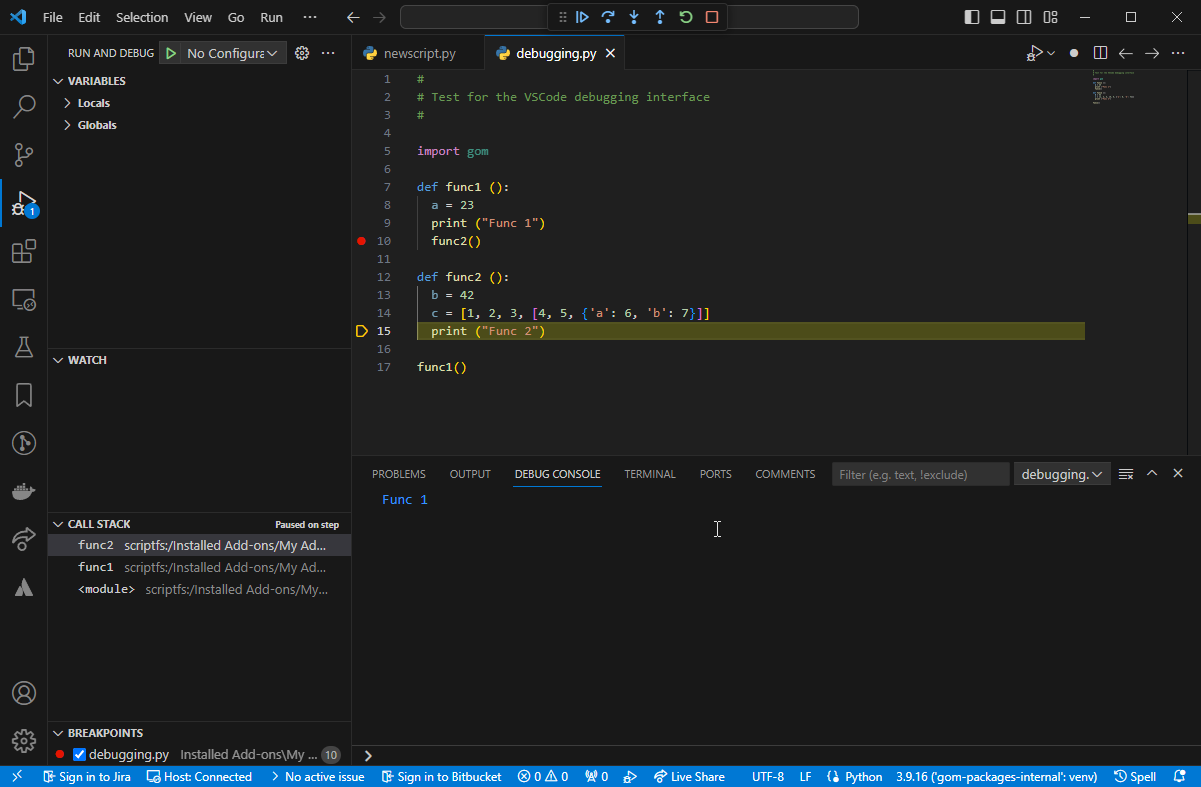 File Edit Selection View Go Run ···
RUN AND DEBUG No Configura
newscript.py debugging.py
VARIABLES
Locals
Globals
WATCH
CALL STACK Paused on step
func2 scriptfs:/Installed Add-ons/My Ad...
func1 scriptfs:/Installed Add-ons/My Ad...
<module> scriptfs:/Installed Add-ons/My...
BREAKPOINTS
debugging.py Installed Add-ons\My ... 10
1
1 #
2 # Test for the VSCode debugging interface
3 #
4
5 import gom
6
7 def func1 ():
8 a = 23
9 print ("Func 1")
10 func2()
11
12 def func2 ():
13 b = 42
14 c = [1, 2, 3, [4, 5, {'a': 6, 'b': 7}]]
15 print ("Func 2")
16
17 func1()
PROBLEMS OUTPUT DEBUG CONSOLE TERMINAL PORTS COMMENTS Filter (e.g. text, !exclude) debugging.
Func 1
Sign in to Jira Host: Connected No active issue Sign in to Bitbucket 0 0 0 Live Share UTF-8 LF Python 3.9.16 ('gom-packages-internal': venv) Spell